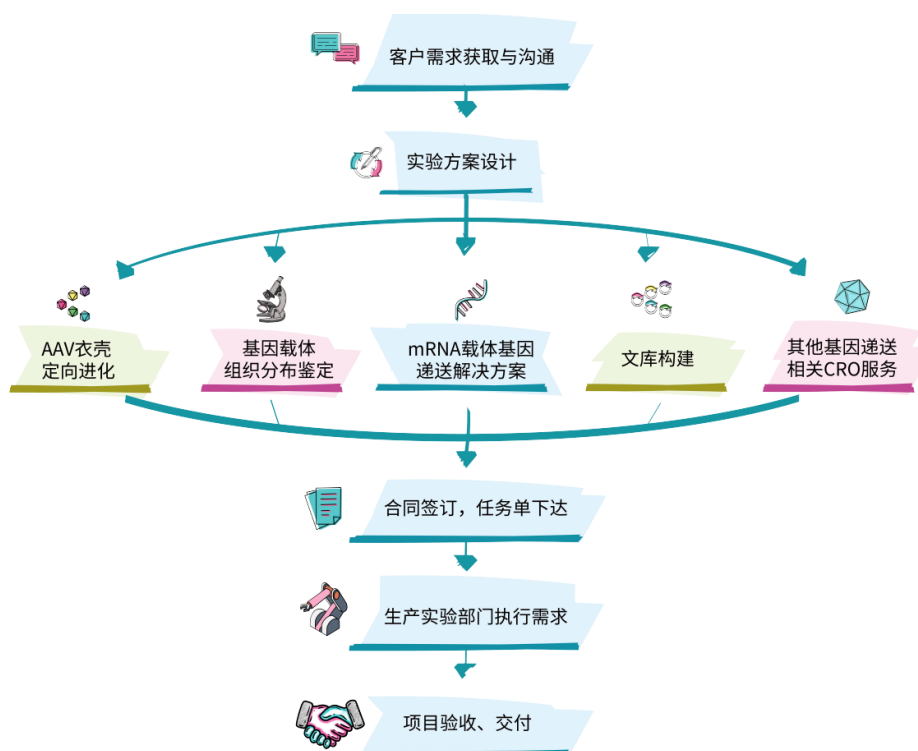 客户需求获取与沟通
实验方案设计
AAV衣壳
定向进化
基因载体
组织分布鉴定
mRNA载体基因
递送解决方案
文库构建
其他基因递送
相关CRO服务
合同签订，任务单下达
生产实验部门执行需求
项目验收、交付